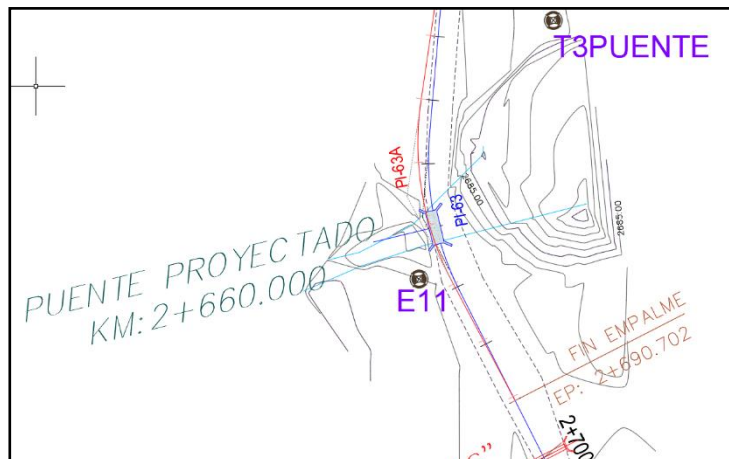 T3PUENTE
PI-63A
PI-63
2685.00
2685.00
PUENTE PROYECTADO
KM: 2+660.000
E11
FIN EMPALME
EP: 2+690.702
2+700